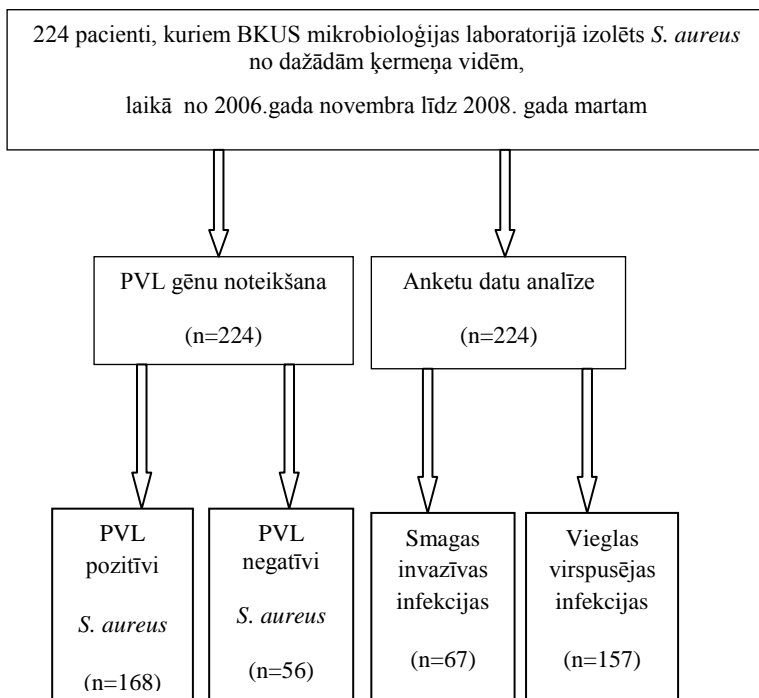 224 pacienti, kuriem BKUS mikrobioloģijas laboratorijā izolēts S. aureus
no dažādām ķermeņa vidēm,
laikā no 2006.gada novembra līdz 2008. gada martam
PVL gēnu noteikšana
(n=224)
Anketu datu analīze
(n=224)
PVL
pozitīvi
S. aureus
(n=168)
PVL
negatīvi
S. aureus
(n=56)
Smagas
invazīvas
infekcijas
(n=67)
Vieglas
virspusējas
infekcijas
(n=157)